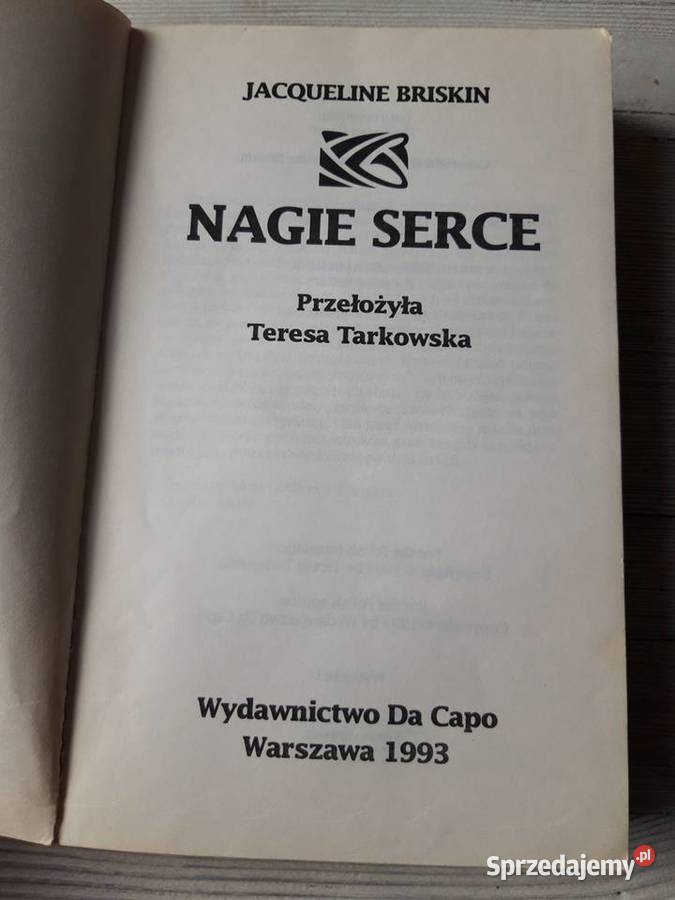 JACQUELINE BRISKIN
NAGIE SERCE
Przełożyła
Teresa Tarkowska
Wydawnictwo Da Capo
Warszawa 1993
Sprzedajemy.pl